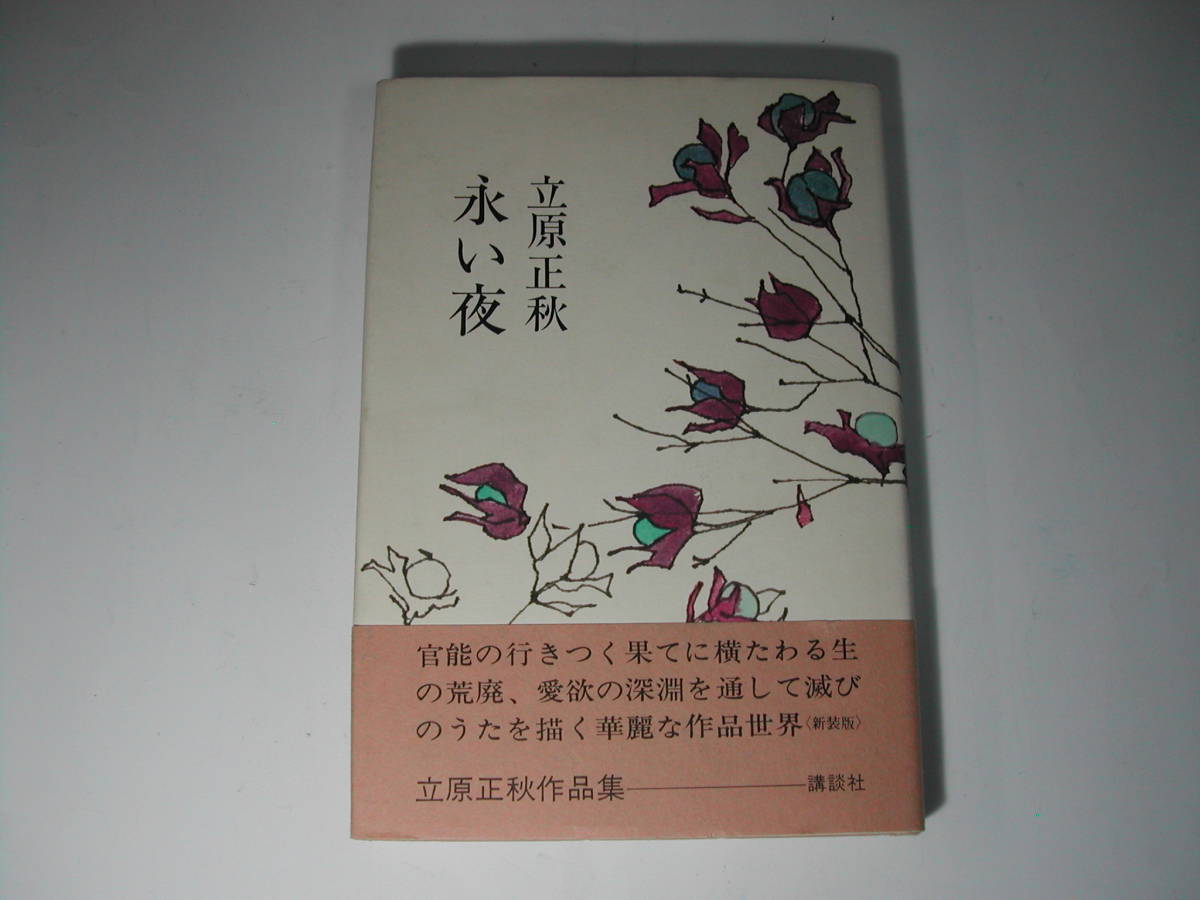 立原正秋
永い夜
官能の行きつく果てに横たわる生
の荒廃、愛欲の深淵を通して滅び
のうたを描く華麗な作品世界〈新装版〉
立原正秋作品集――――講談社